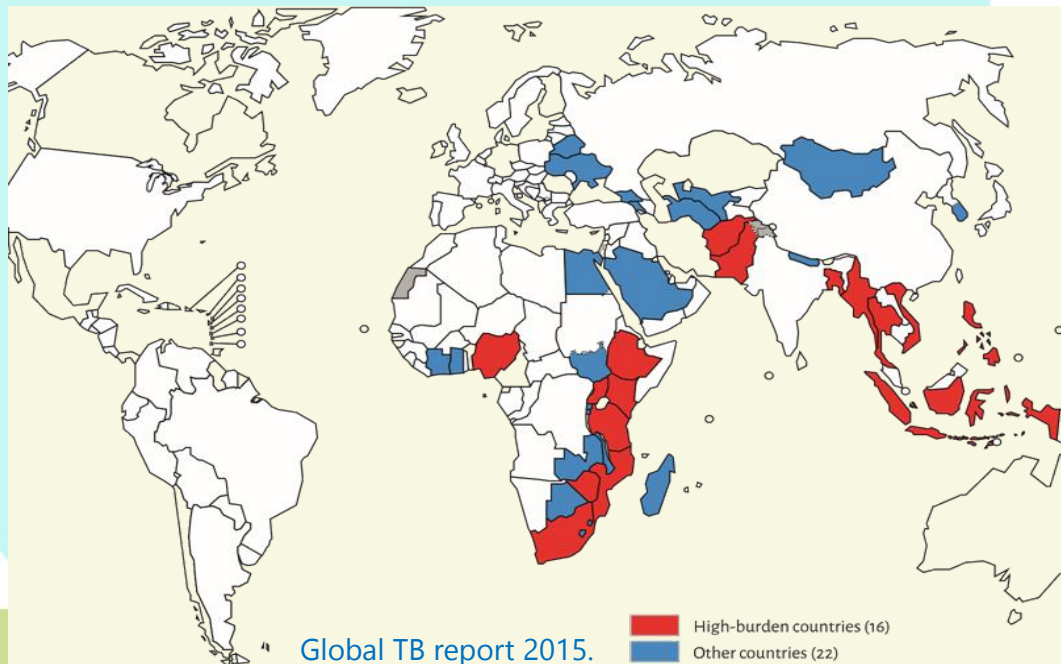 Global TB report 2015.
High-burden countries (16)
Other countries (22)